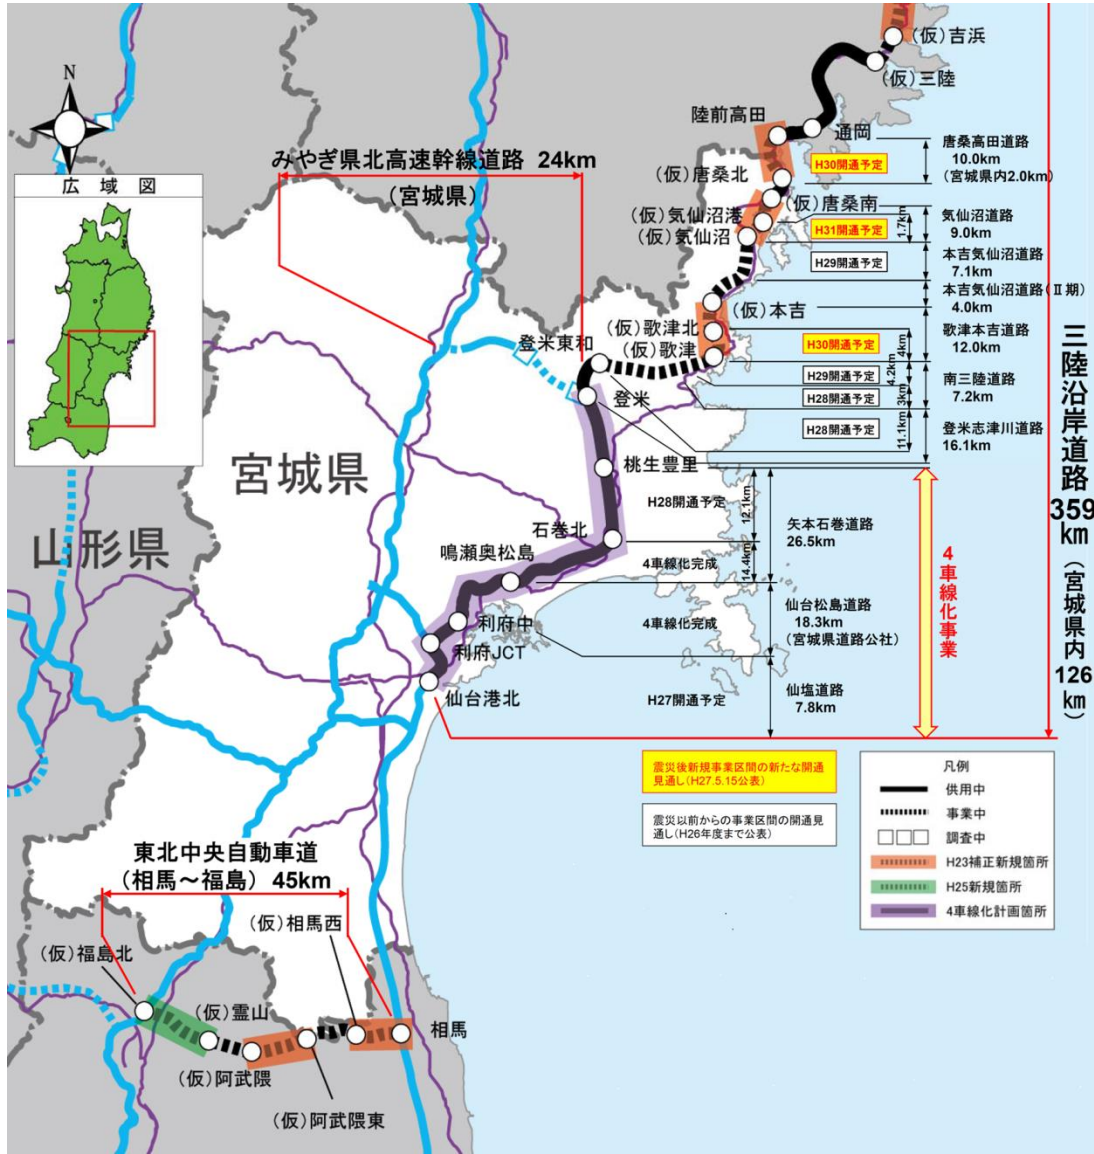 N
広域図
みやぎ県北高速幹線道路 24km
(宮城県)
(仮)吉浜
(仮)三陸
陸前高田
通岡
(仮)唐桑北
(仮)唐桑南
(仮)気仙沼港
(仮)気仙沼
(仮)本吉
(仮)歌津北
(仮)歌津
登米東和
登米
桃生豊里
石巻北
鳴瀬奥松島
利府中
利府JCT
仙台港北
宮城県
山形県
H30開通予定
H31開通予定
H29開通予定
H30開通予定
H29開通予定
H28開通予定
H28開通予定
H28開通予定
4車線化完成
4車線化完成
H27開通予定
1.7km
4km
4.2km
3km
11.1km
12.1km
14.4km
唐桑高田道路
10.0km
(宮城県内2.0km)
気仙沼道路
9.0km
本吉気仙沼道路
7.1km
本吉気仙沼道路(Ⅱ期)
4.0km
歌津本吉道路
12.0km
南三陸道路
7.2km
登米志津川道路
16.1km
矢本石巻道路
26.5km
仙台松島道路
18.3km
(宮城県道路公社)
仙塩道路
7.8km
4車線化事業
三陸沿岸道路359km(宮城県内126km)
震災後新規事業区間の新たな開通
見通し(H27.5.15公表)
震災以前からの事業区間の開通見
通し(H26年度まで公表)
凡例
供用中
事業中
調査中
H23補正新規箇所
H25新規箇所
4車線化計画箇所
東北中央自動車道
(相馬～福島) 45km
(仮)相馬西
(仮)福島北
(仮)霊山
相馬
(仮)阿武隈
(仮)阿武隈東